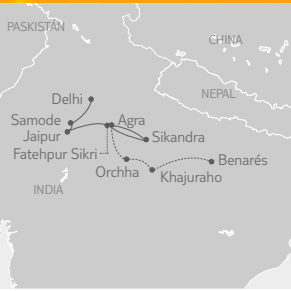 PASKISTÁN
CHINA
NEPAL
Delhi
Samode
Agra
Jaipur
Sikandra
Fatehpur Sikri
Benarés
Orchha
Khajuraho
INDIA